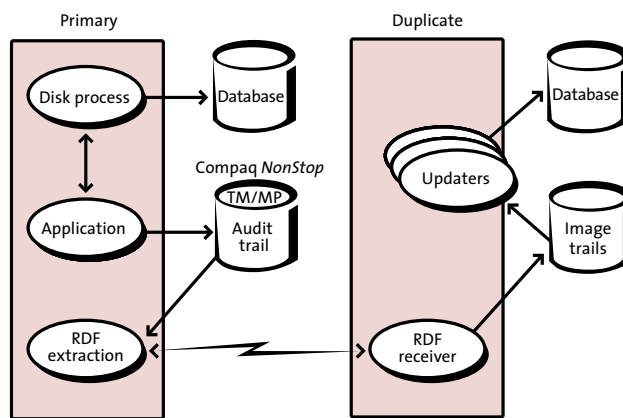 Primary
Duplicate
Disk process
Database
Database
Compaq NonStop
TM/MP
Audit
trail
Application
Updaters
Image
trails
RDF
extraction
RDF
receiver